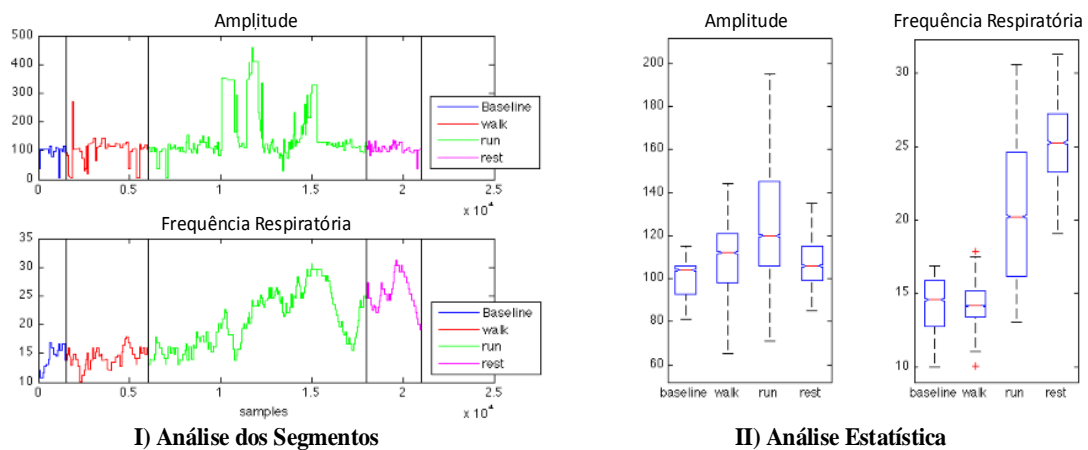 Amplitude
500
400
300
200
100
0
0
0.5
1
1.5
2
2.5
x 10⁴
Baseline
walk
run
rest
Frequência Respiratória
35
30
25
20
15
10
0
0.5
1
1.5
2
2.5
samples
x 10⁴
Baseline
walk
run
rest
I) Análise dos Segmentos
Amplitude
200
180
160
140
120
100
80
60
baseline walk run rest
Frequência Respiratória
30
25
20
15
10
baseline walk run rest
II) Análise Estatística